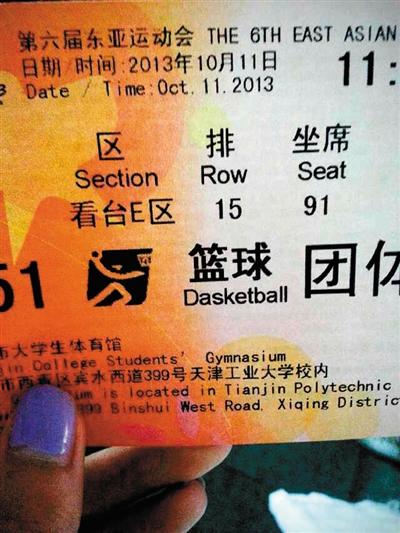 第六届东亚运动会 THE 6TH EAST ASIAN
日期/时间:2013年10月11日 11:
Date / Time:Oct.11.2013
区 排 坐席
Section Row Seat
看台E区 15 91
51 篮球 团体
Dasketball
市大学生体育馆
in College Students' Gymnasium
市西青区宾水西道399号天津工业大学校内
um is located in Tianjin Polytechnic
399 Binshui West Road, Xiqing District